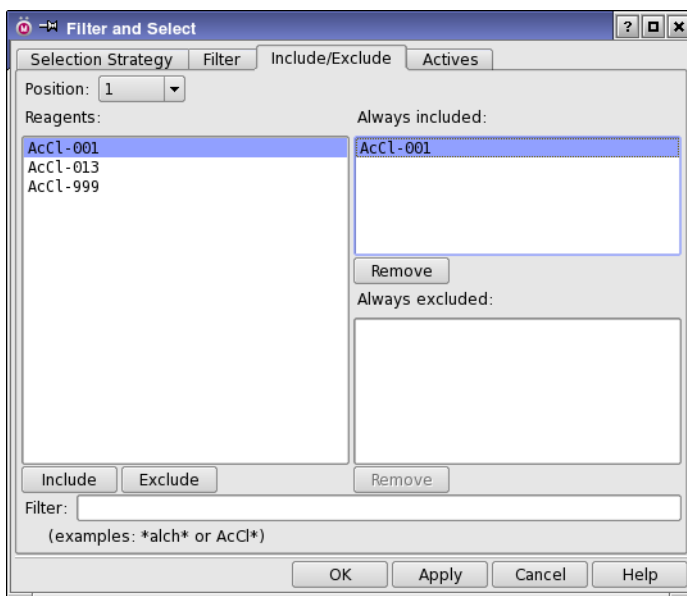 Filter and Select
Selection Strategy Filter Include/Exclude Actives
Position: 1
Reagents:
AcCl-001
AcCl-013
AcCl-999
Include Exclude
Always included:
AcCl-001
Remove
Always excluded:
Remove
Filter:
(examples: *alch* or AcCl*)
OK Apply Cancel Help